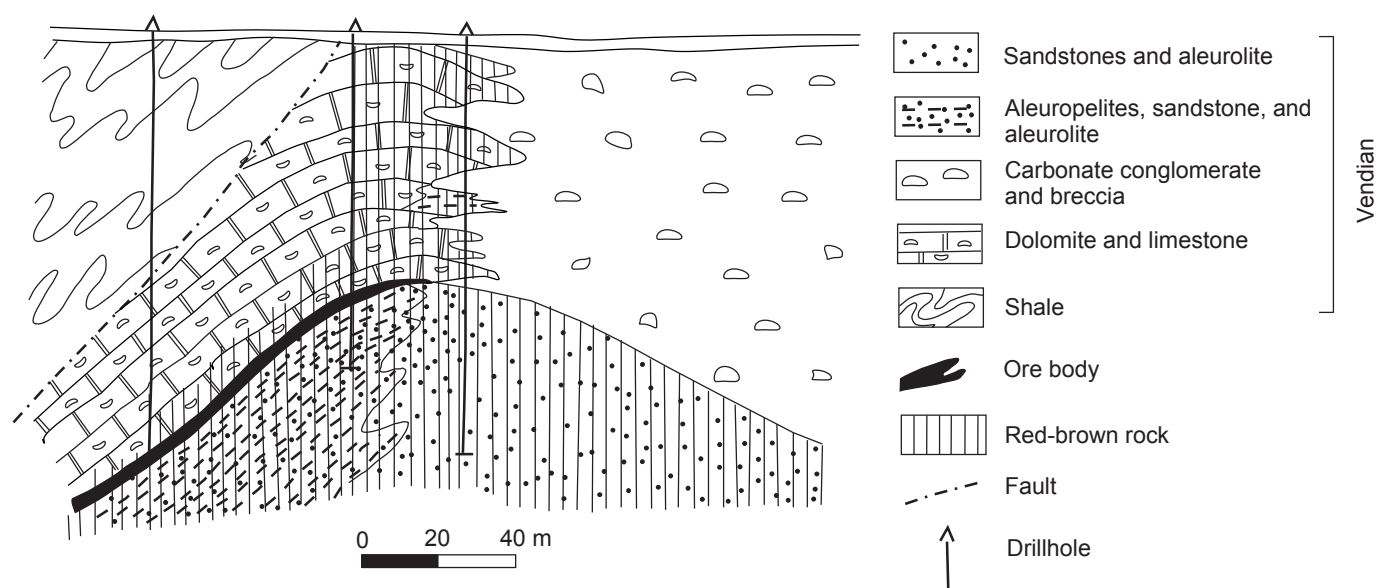 Sandstones and aleurolite
Aleuropelites, sandstone, and
aleurolite
Carbonate conglomerate
and breccia
Dolomite and limestone
Shale
Vendian
Ore body
Red-brown rock
Fault
Drillhole
0 20 40 m